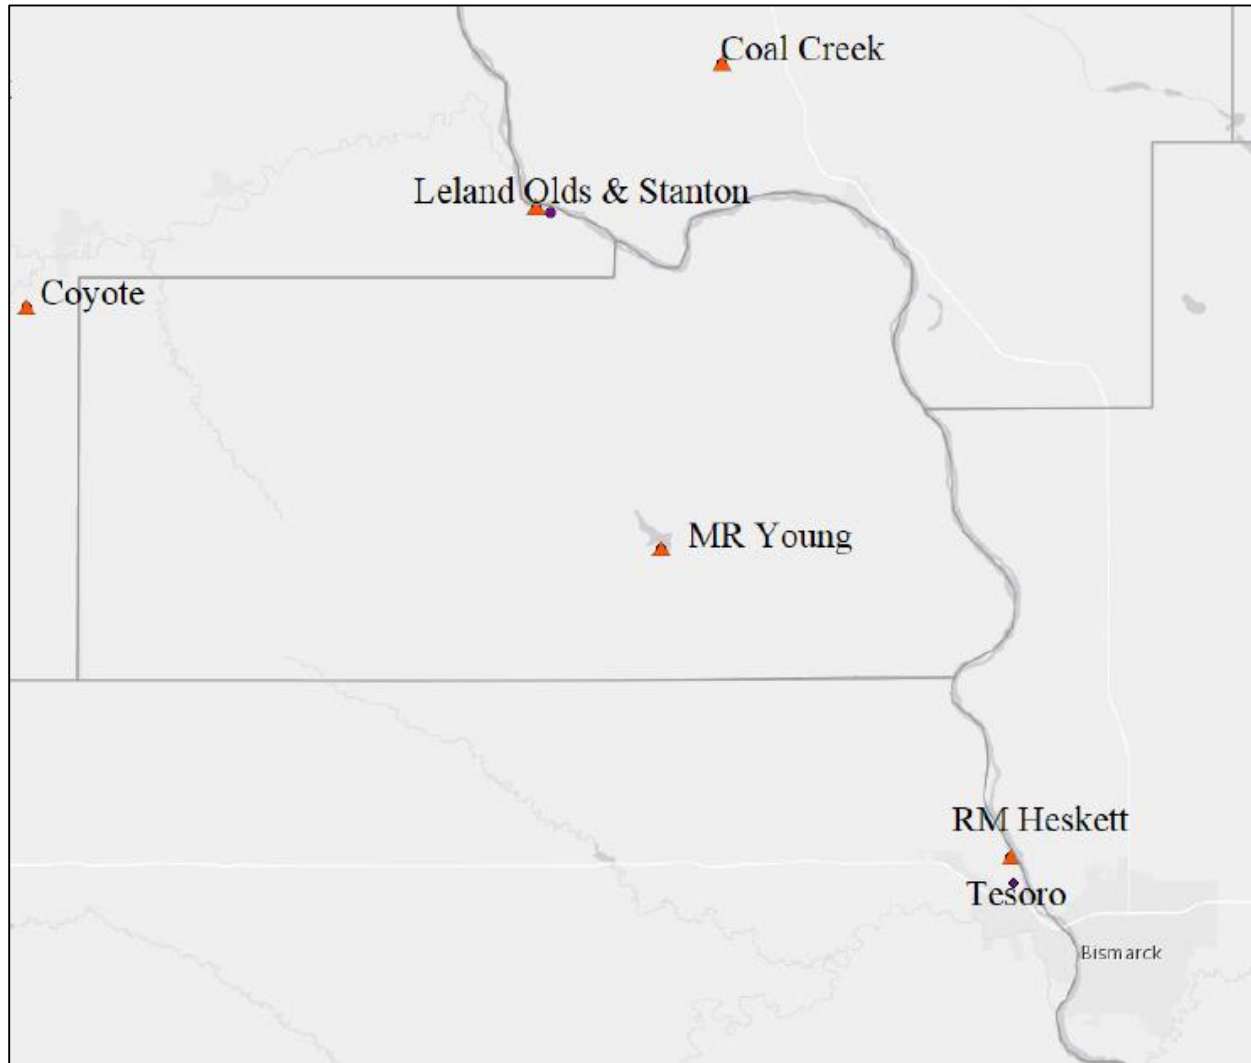 Coal Creek
Leland Olds & Stanton
Coyote
MR Young
RM Heskett
Tesoro
Bismarck